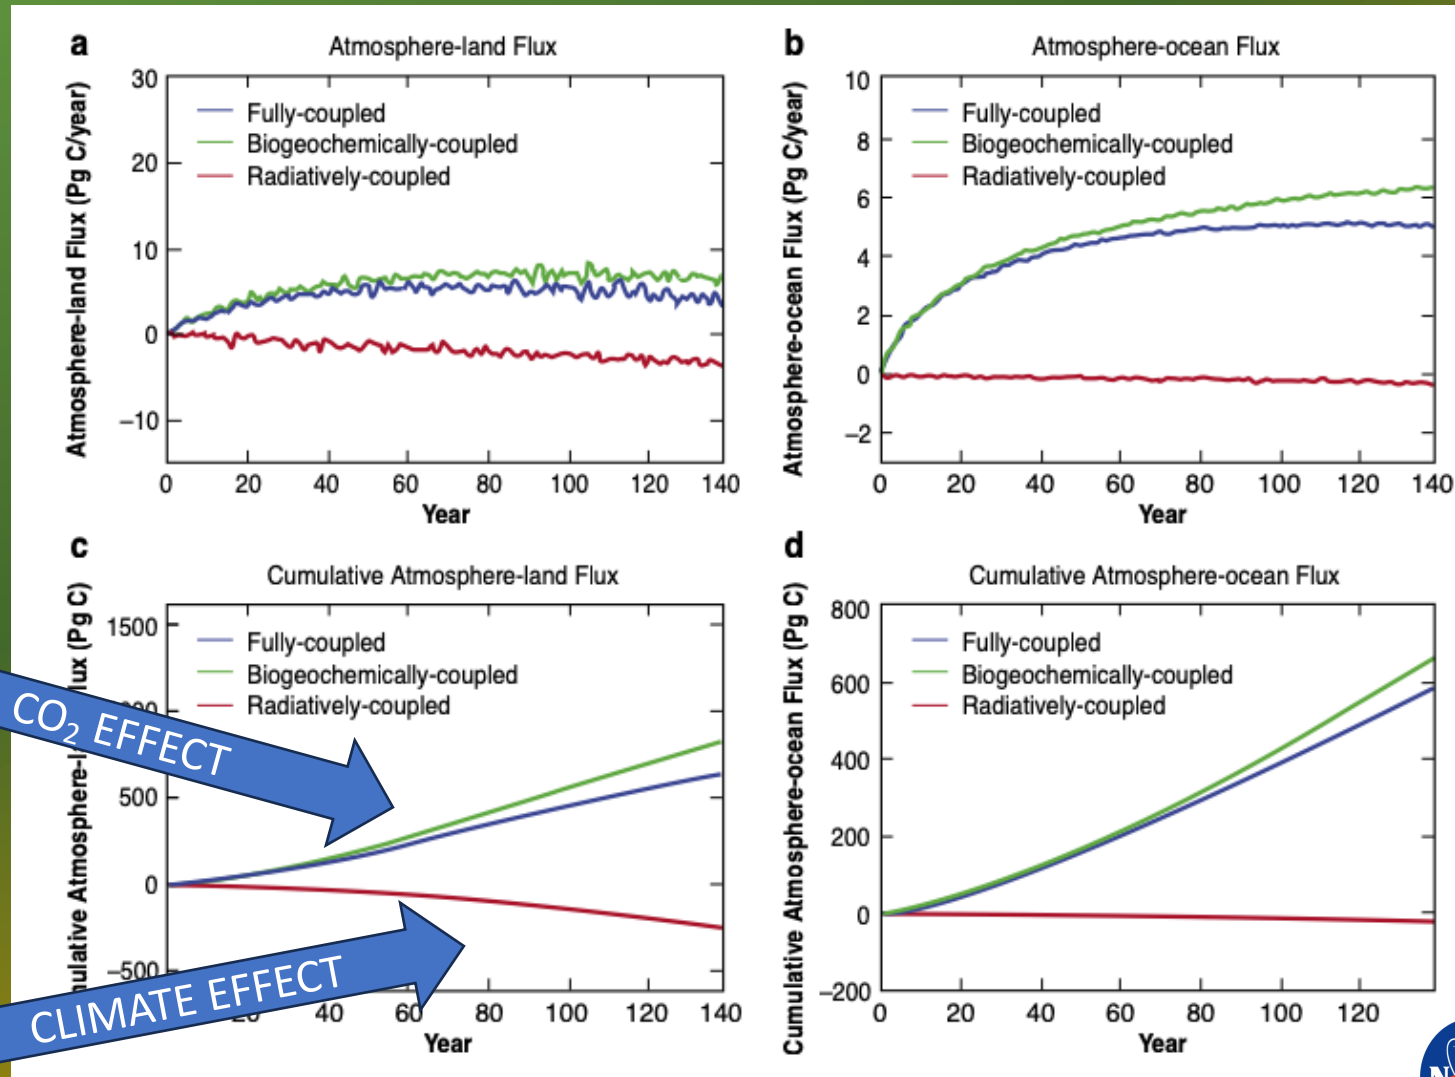 a
Atmosphere-land Flux
Atmosphere-land Flux (Pg C/year)
30
20
10
0
−10
Fully-coupled
Biogeochemically-coupled
Radiatively-coupled
0 20 40 60 80 100 120 140
Year
b
Atmosphere-ocean Flux
Atmosphere-ocean Flux (Pg C/year)
10
8
6
4
2
0
−2
Fully-coupled
Biogeochemically-coupled
Radiatively-coupled
0 20 40 60 80 100 120 140
Year
c
Cumulative Atmosphere-land Flux
1500
500
0
−500
Fully-coupled
Biogeochemically-coupled
Radiatively-coupled
CO₂ EFFECT
CLIMATE EFFECT
20 40 60 80 100 120 140
Year
d
Cumulative Atmosphere-ocean Flux
Cumulative Atmosphere-ocean Flux (Pg C)
800
600
400
200
0
−200
Fully-coupled
Biogeochemically-coupled
Radiatively-coupled
0 20 40 60 80 100 120
Year